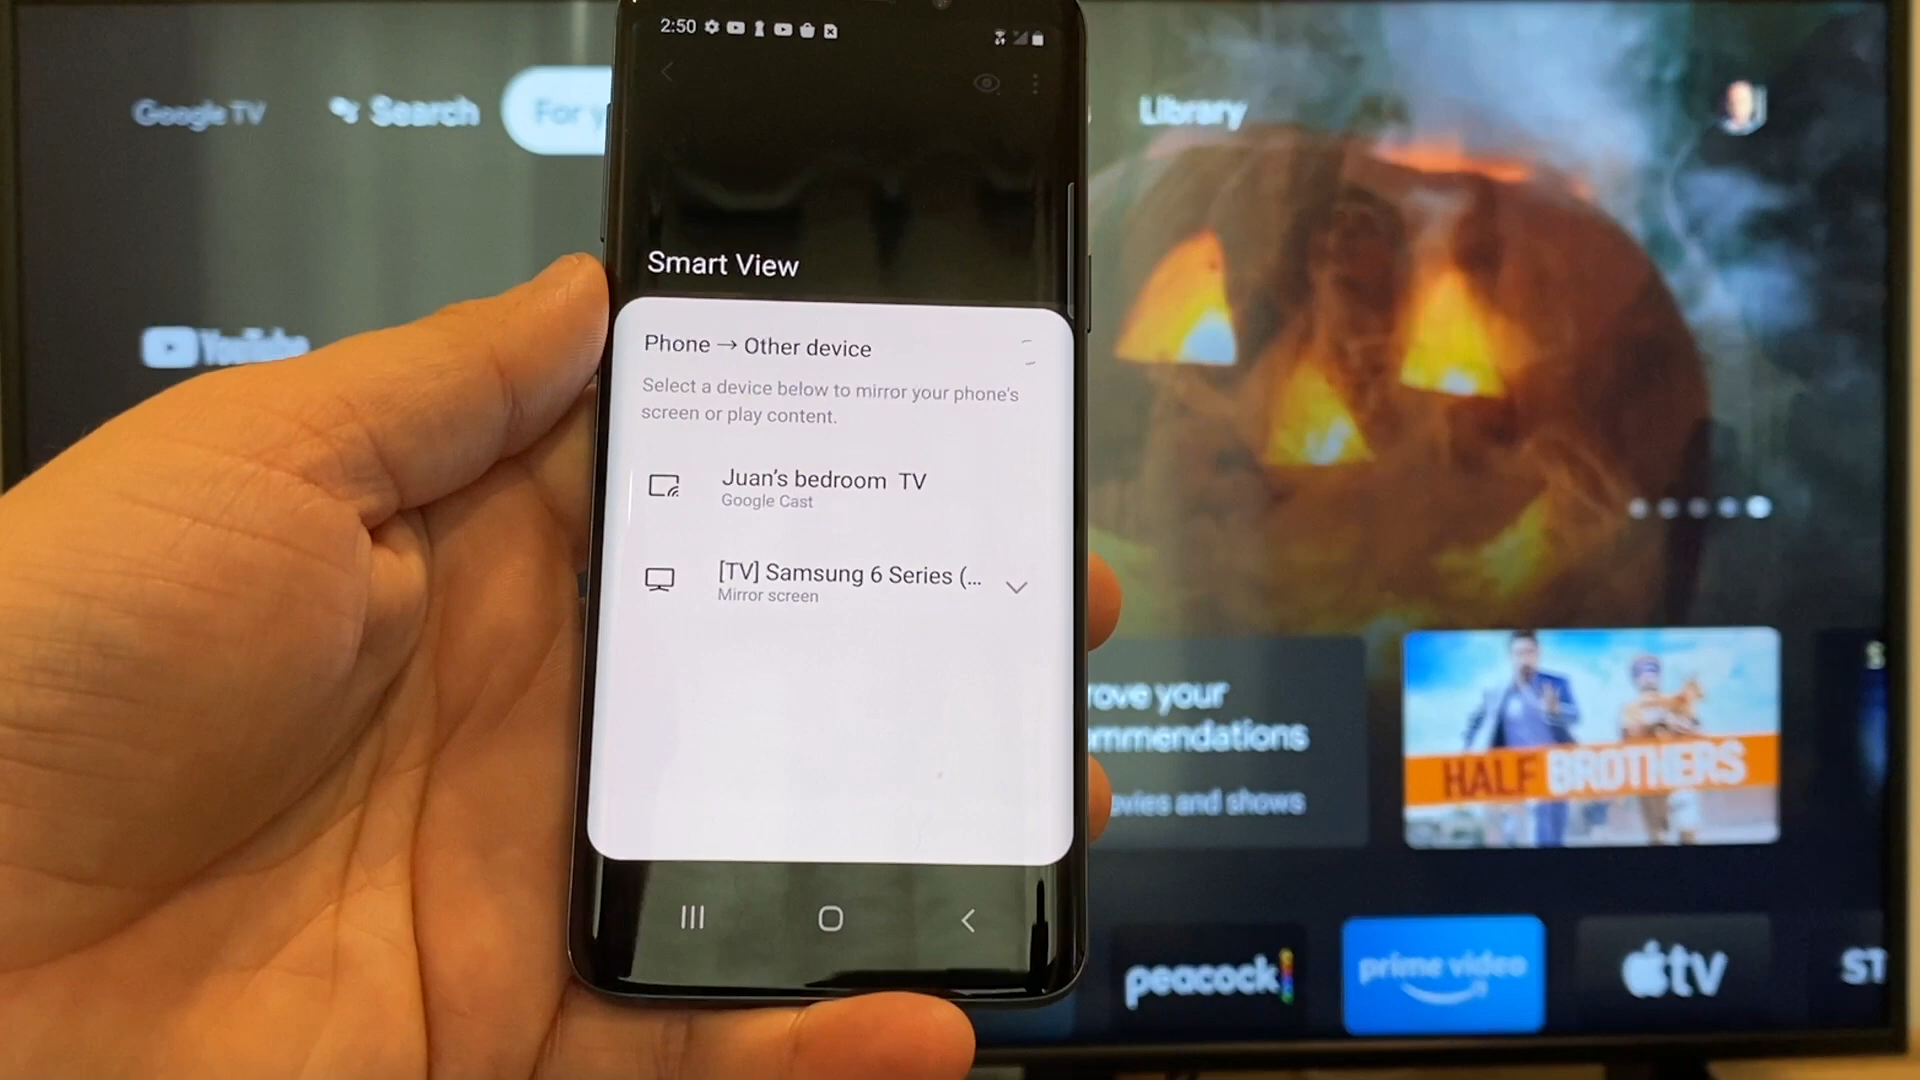 2:50
Google TV
Search
For y
Library
YouTube
Smart View
Phone → Other device
Select a device below to mirror your phone's
screen or play content.
Juan's bedroom TV
Google Cast
[TV] Samsung 6 Series (...
Mirror screen
rove your
mmendations
ovies and shows
HALF BROTHERS
peacock
prime video
tv
ST